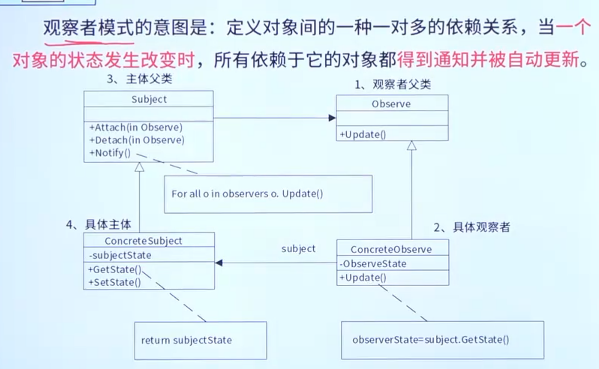 观察者模式的意图是：定义对象间的一种一对多的依赖关系，当一个
对象的状态发生改变时，所有依赖于它的对象都得到通知并被自动更新。
3、主体父类
1、观察者父类
Subject
+Attach(in Observe)
+Detach(in Observe)
+Notify()
Observe
+Update()
For all o in observers o. Update()
4、具体主体
2、具体观察者
ConcreteSubject
-subjectState
+GetState()
+SetState()
subject
ConcreteObserve
-ObserveState
+Update()
return subjectState
observerState=subject.GetState()